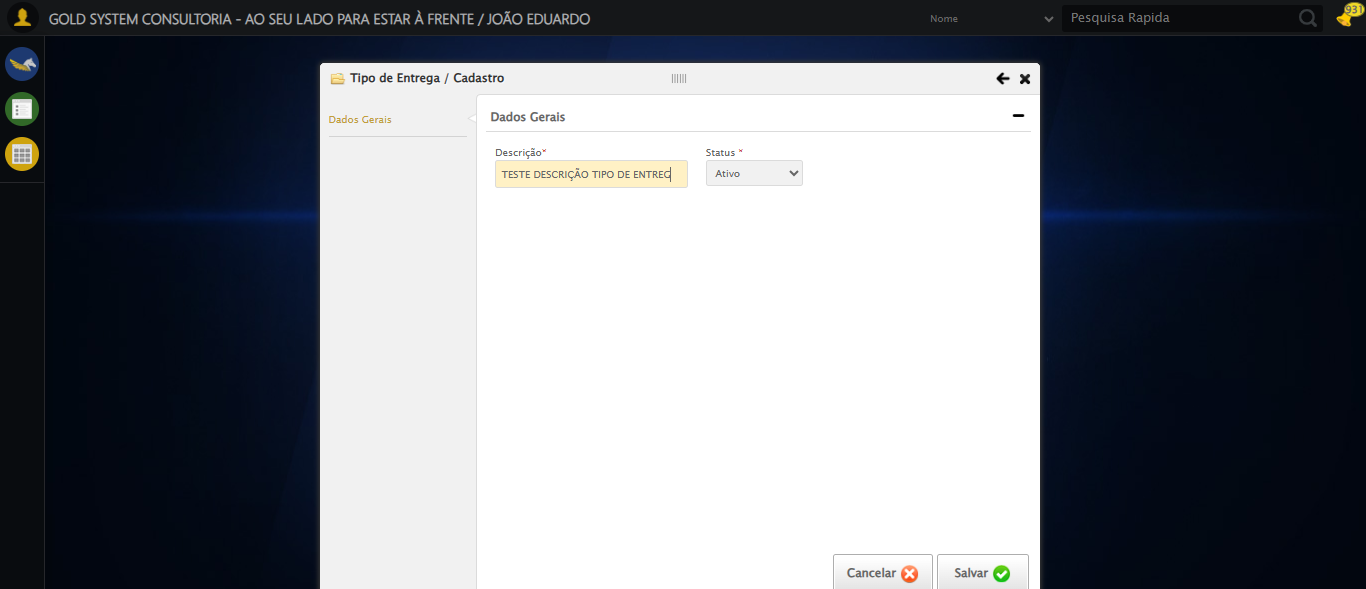 GOLD SYSTEM CONSULTORIA - AO SEU LADO PARA ESTAR À FRENTE / JOÃO EDUARDO
Nome
Pesquisa Rapida
931
Tipo de Entrega / Cadastro
Dados Gerais
Dados Gerais
Descrição*
Status *
TESTE DESCRIÇÃO TIPO DE ENTREG
Ativo
Cancelar
Salvar